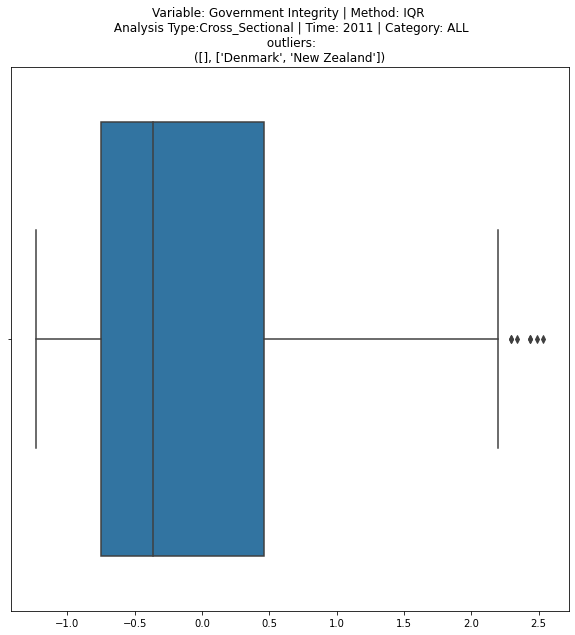 Variable: Government Integrity | Method: IQR
Analysis Type:Cross_Sectional | Time: 2011 | Category: ALL
outliers:
([], ['Denmark', 'New Zealand'])
−1.0 −0.5 0.0 0.5 1.0 1.5 2.0 2.5